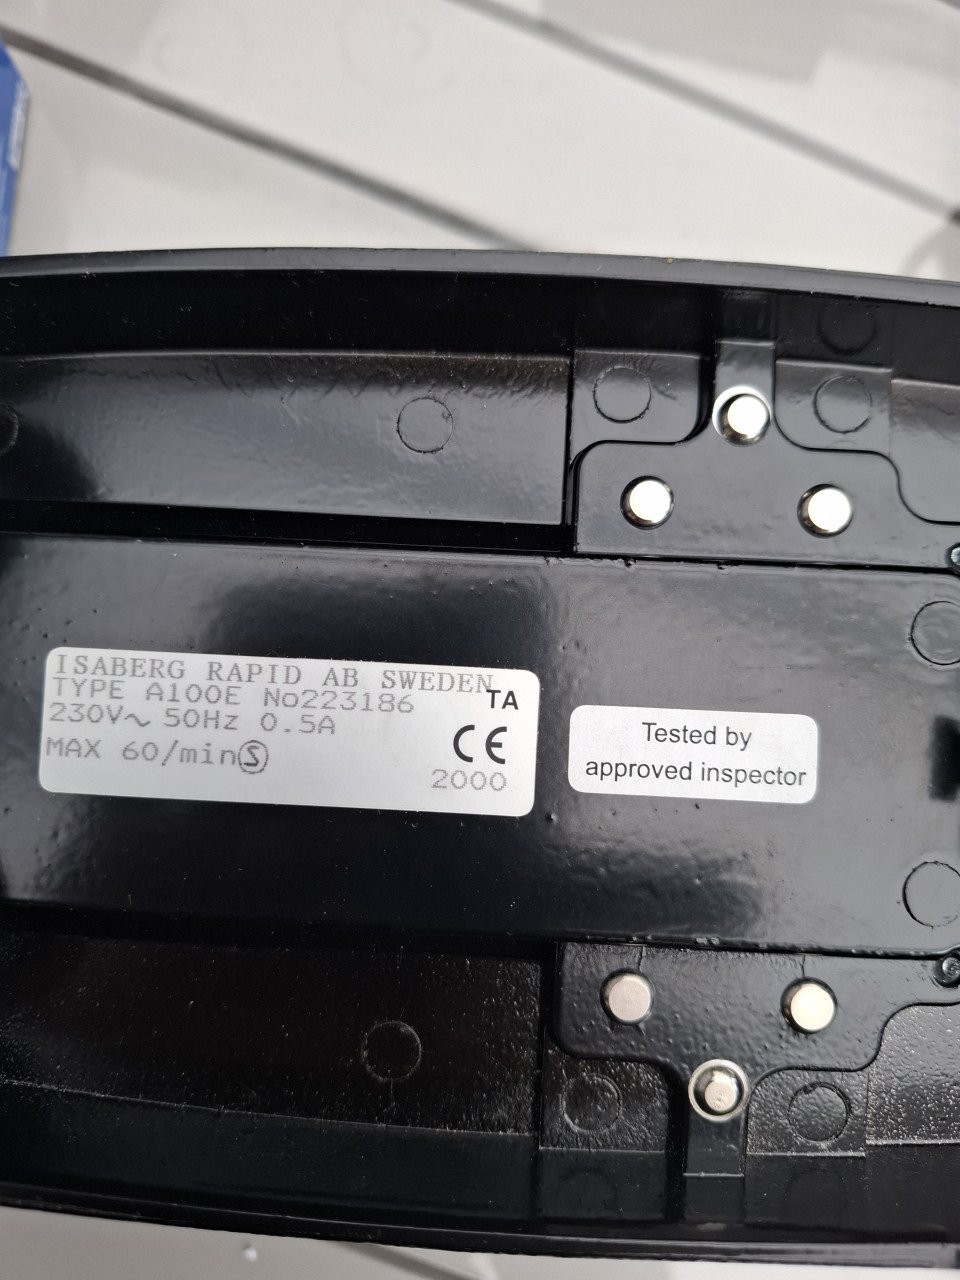 ISABERG RAPID AB SWEDEN
TYPE A100E No223186 TA
230V~ 50Hz 0.5A
MAX 60/min Ⓢ CE
2000
Tested by
approved inspector